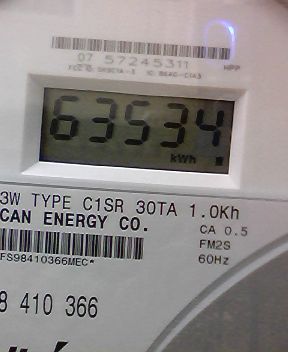 07 57245311 HPP
63534
kWh
3W TYPE C1SR 30TA 1.0Kh
CAN ENERGY CO.
CA 0.5
FM2S
FS98410366MEC*
60Hz
8 410 366